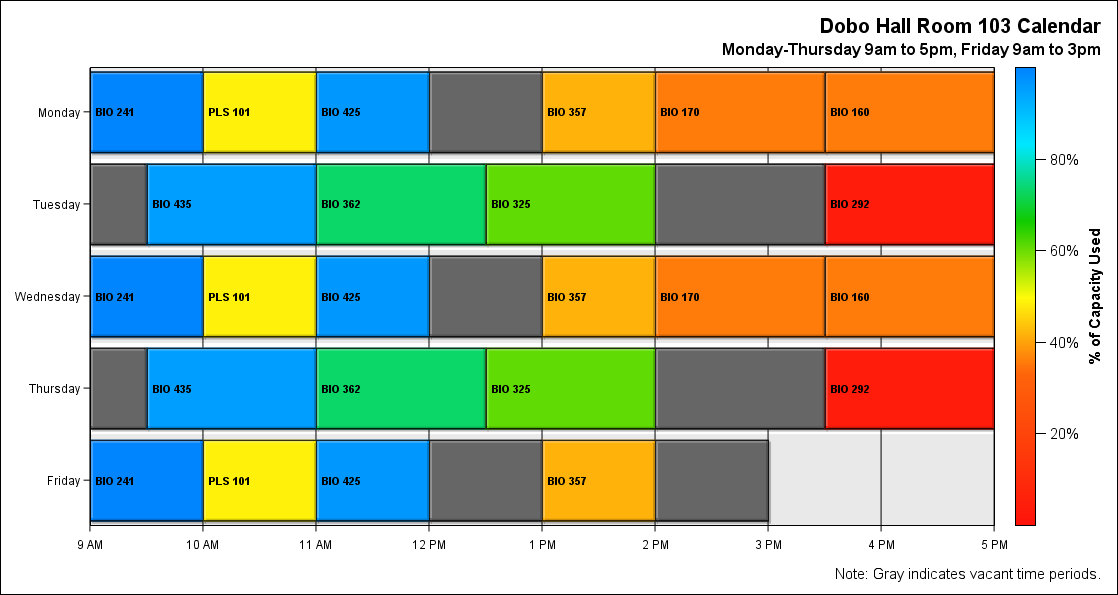 Dobo Hall Room 103 Calendar
Monday-Thursday 9am to 5pm, Friday 9am to 3pm
Monday BIO 241 PLS 101 BIO 425 BIO 357 BIO 170 BIO 160
Tuesday BIO 435 BIO 362 BIO 325 BIO 292
Wednesday BIO 241 PLS 101 BIO 425 BIO 357 BIO 170 BIO 160
Thursday BIO 435 BIO 362 BIO 325 BIO 292
Friday BIO 241 PLS 101 BIO 425 BIO 357
9 AM 10 AM 11 AM 12 PM 1 PM 2 PM 3 PM 4 PM 5 PM
80%
60%
40%
20%
% of Capacity Used
Note: Gray indicates vacant time periods.